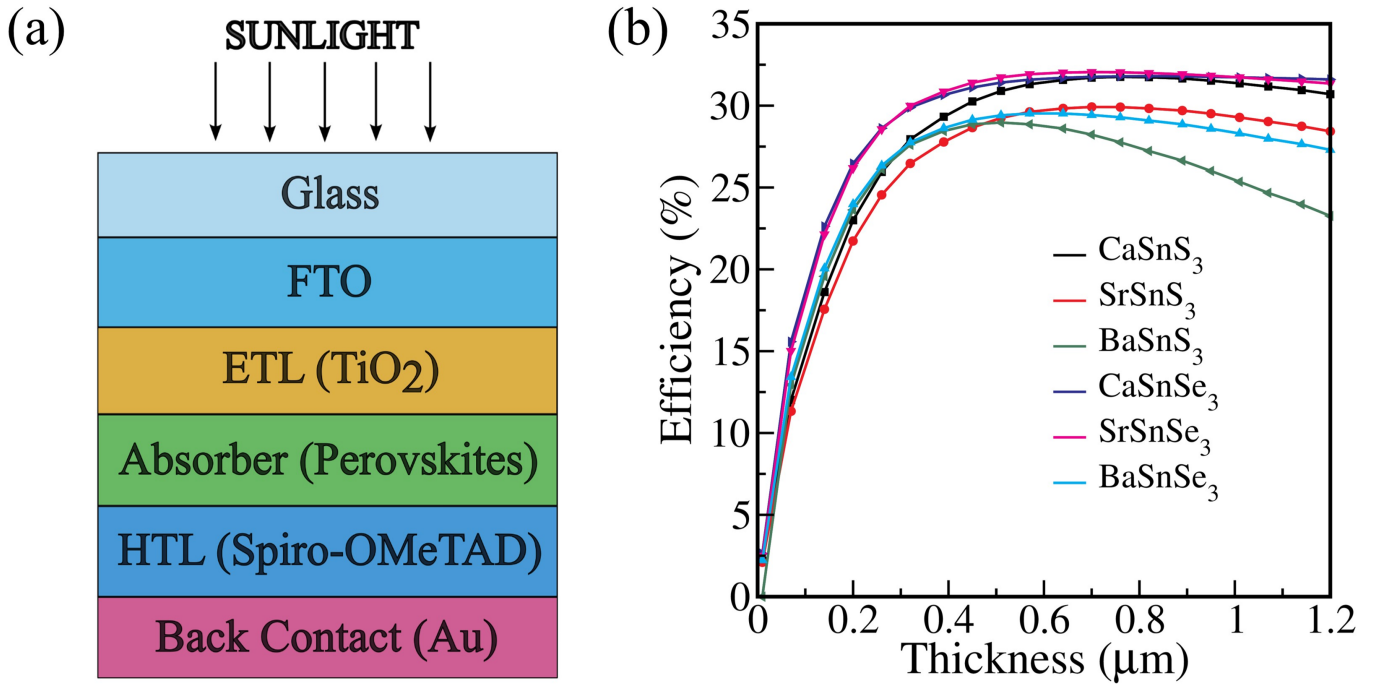 (a)
SUNLIGHT
Glass
FTO
ETL (TiO2)
Absorber (Perovskites)
HTL (Spiro-OMeTAD)
Back Contact (Au)
(b)
35
30
25
20
15
10
5
0
Efficiency (%)
CaSnS3
SrSnS3
BaSnS3
CaSnSe3
SrSnSe3
BaSnSe3
0 0.2 0.4 0.6 0.8 1 1.2
Thickness (μm)